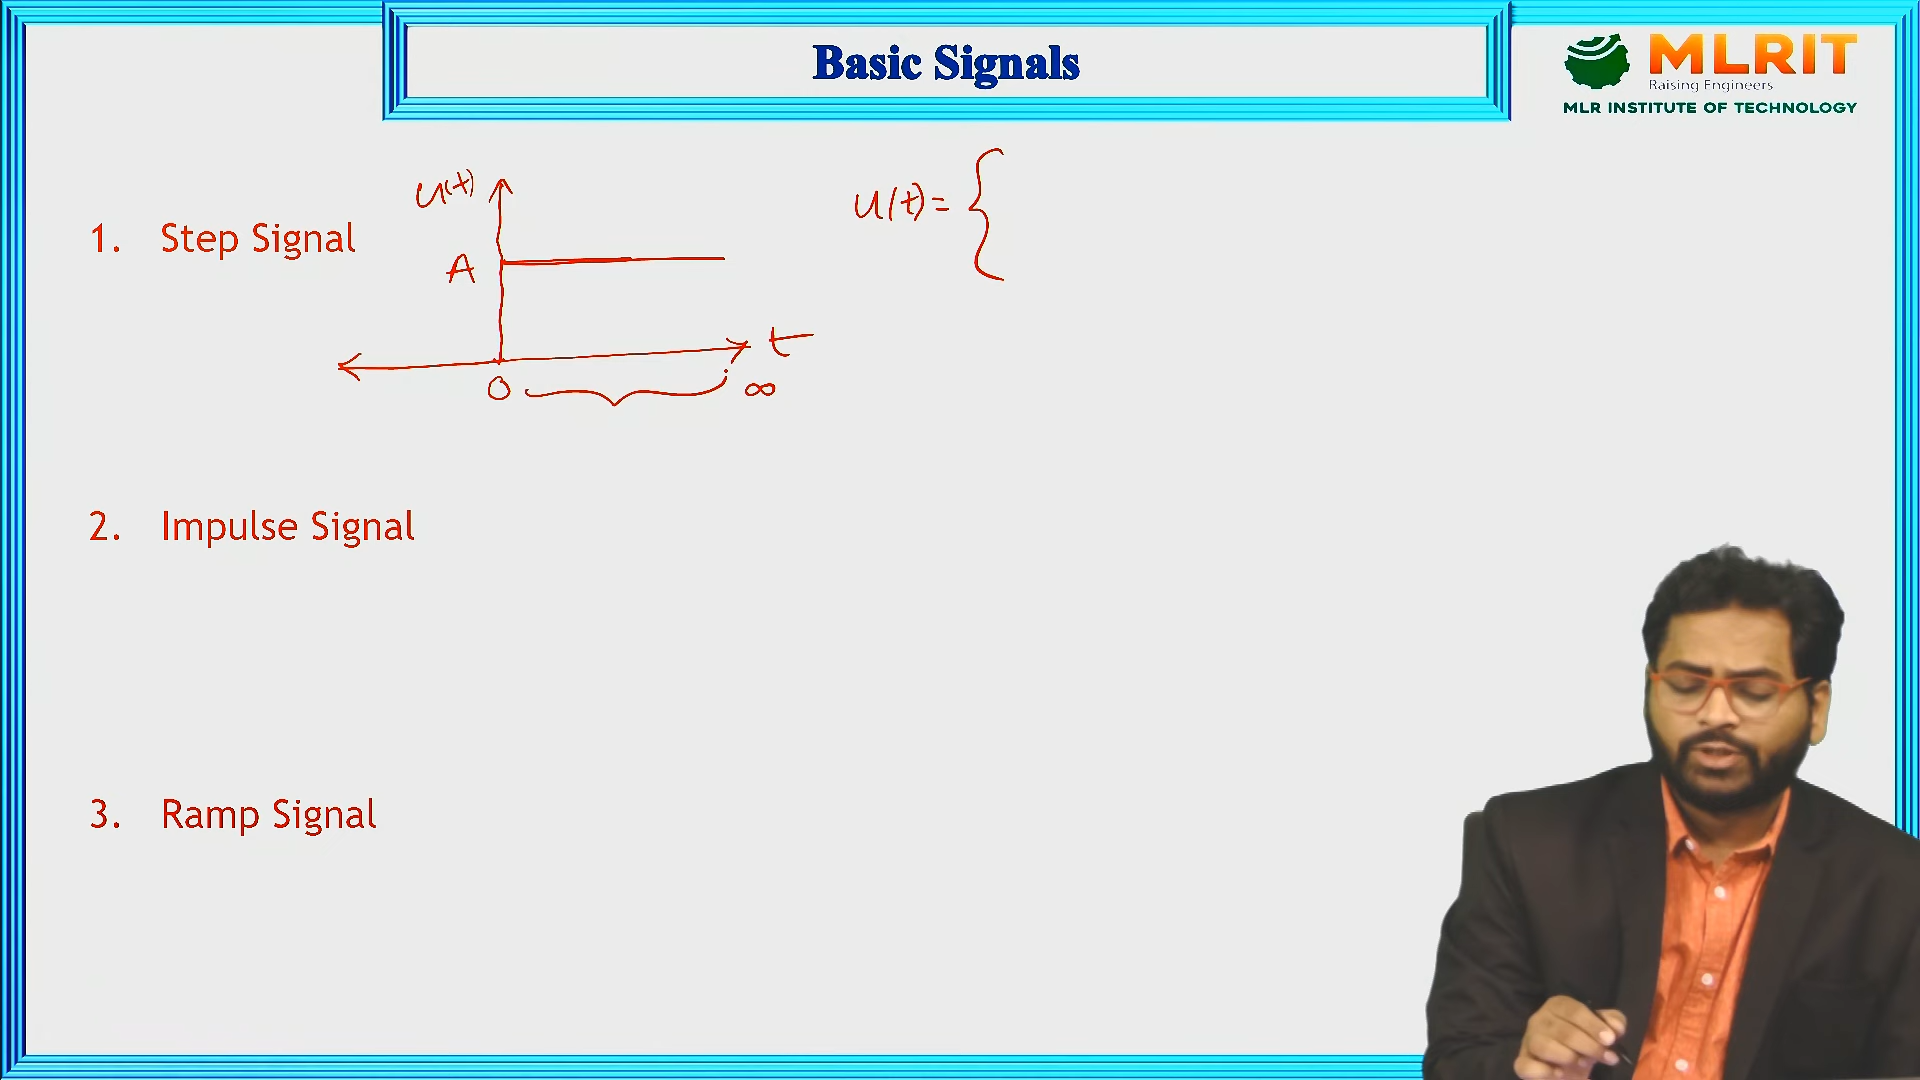 Basic Signals
MLRIT
Raising Engineers
MLR INSTITUTE OF TECHNOLOGY
u(t)
u(t)= {
1. Step Signal
A
t
0
∞
2. Impulse Signal
3. Ramp Signal